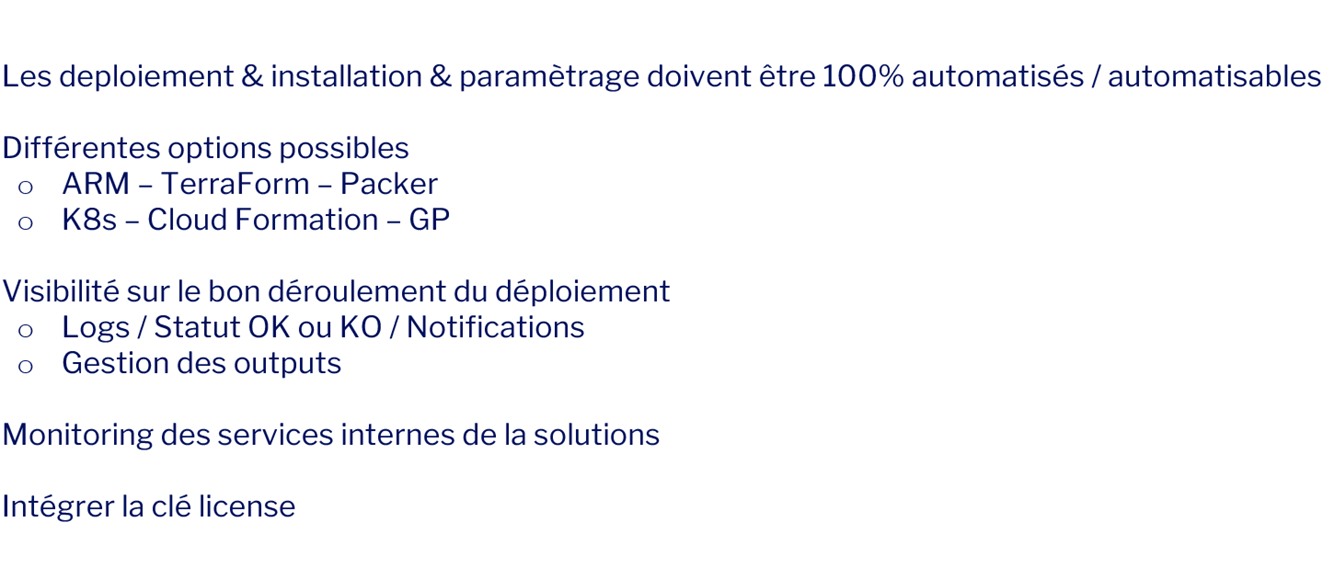 Les deploiement & installation & paramètrage doivent être 100% automatisés / automatisables
Différentes options possibles
o ARM – TerraForm – Packer
o K8s – Cloud Formation – GP
Visibilité sur le bon déroulement du déploiement
o Logs / Statut OK ou KO / Notifications
o Gestion des outputs
Monitoring des services internes de la solutions
Intégrer la clé license